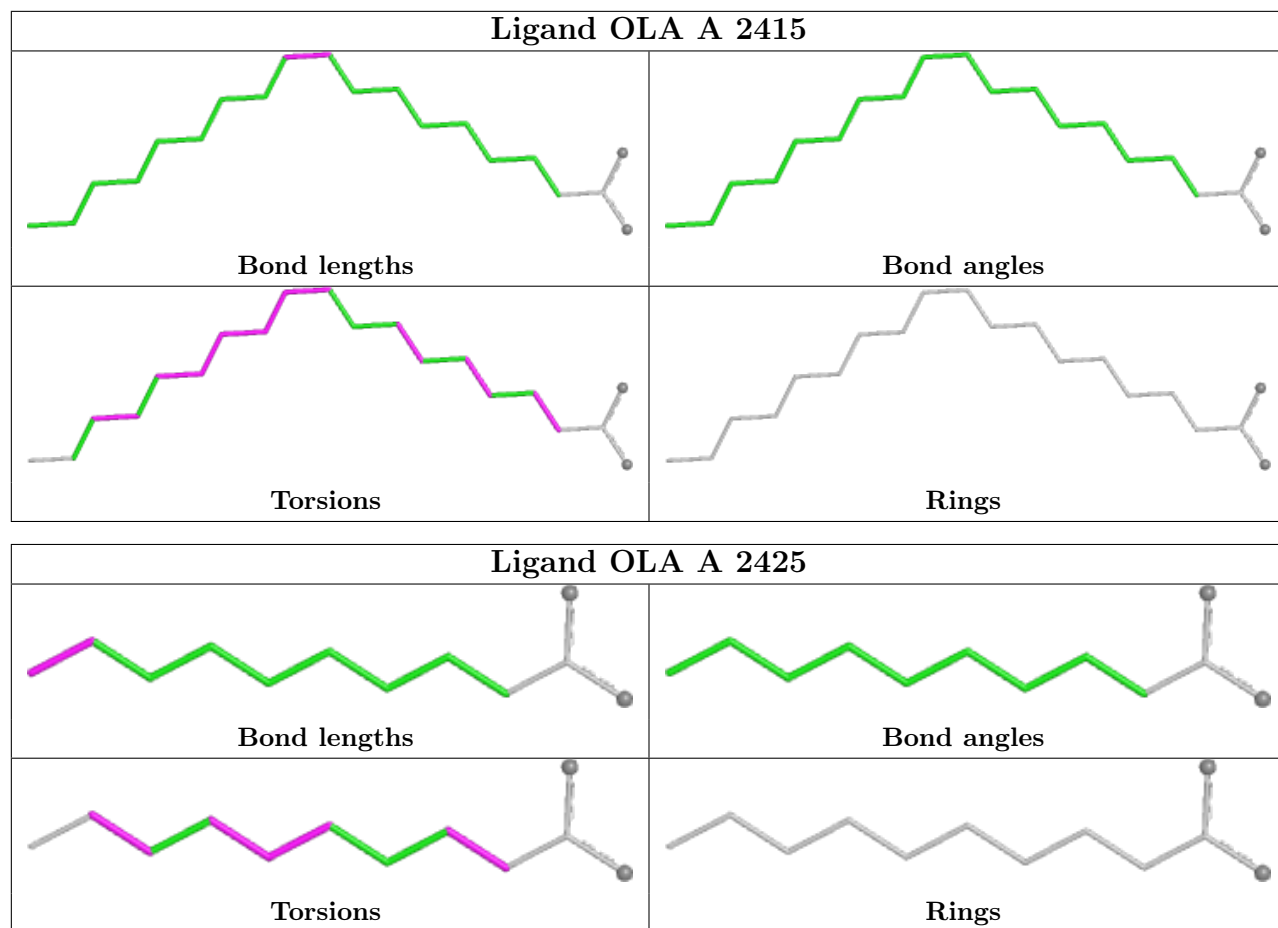 Ligand OLA A 2415
Bond lengths
Bond angles
Torsions
Rings
Ligand OLA A 2425
Bond lengths
Bond angles
Torsions
Rings